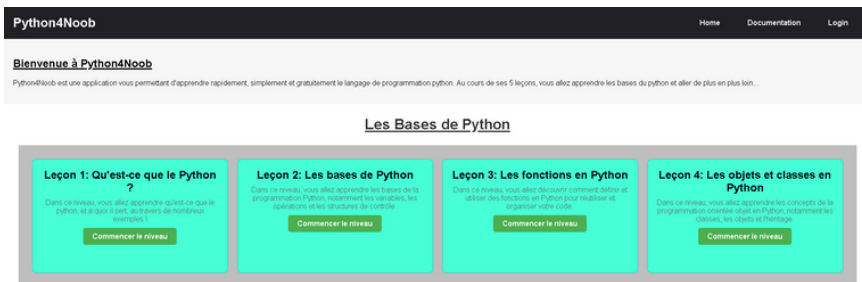 Python4Noob
Home Documentation Login
Bienvenue à Python4Noob
Python4Noob est une application vous permettant d'apprendre rapidement, simplement et gratuitement le langage de programmation python. Au cours de ses 5 leçons, vous allez apprendre les bases du python et aller de plus en plus loin...
Les Bases de Python
Leçon 1: Qu'est-ce que le Python
?
Dans ce niveau, vous allez apprendre qu'est-ce que le
python, et à quoi il sert, au travers de nombreux
exemples !
Commencer le niveau
Leçon 2: Les bases de Python
Dans ce niveau, vous allez apprendre les bases de la
programmation Python, notamment les variables, les
opérations et les structures de contrôle.
Commencer le niveau
Leçon 3: Les fonctions en Python
Dans ce niveau, vous allez découvrir comment définir et
utiliser des fonctions en Python pour réutiliser et
organiser votre code.
Commencer le niveau
Leçon 4: Les objets et classes en
Python
Dans ce niveau, vous allez apprendre les concepts de la
programmation orientée objet en Python, notamment les
classes, les objets et l'héritage.
Commencer le niveau